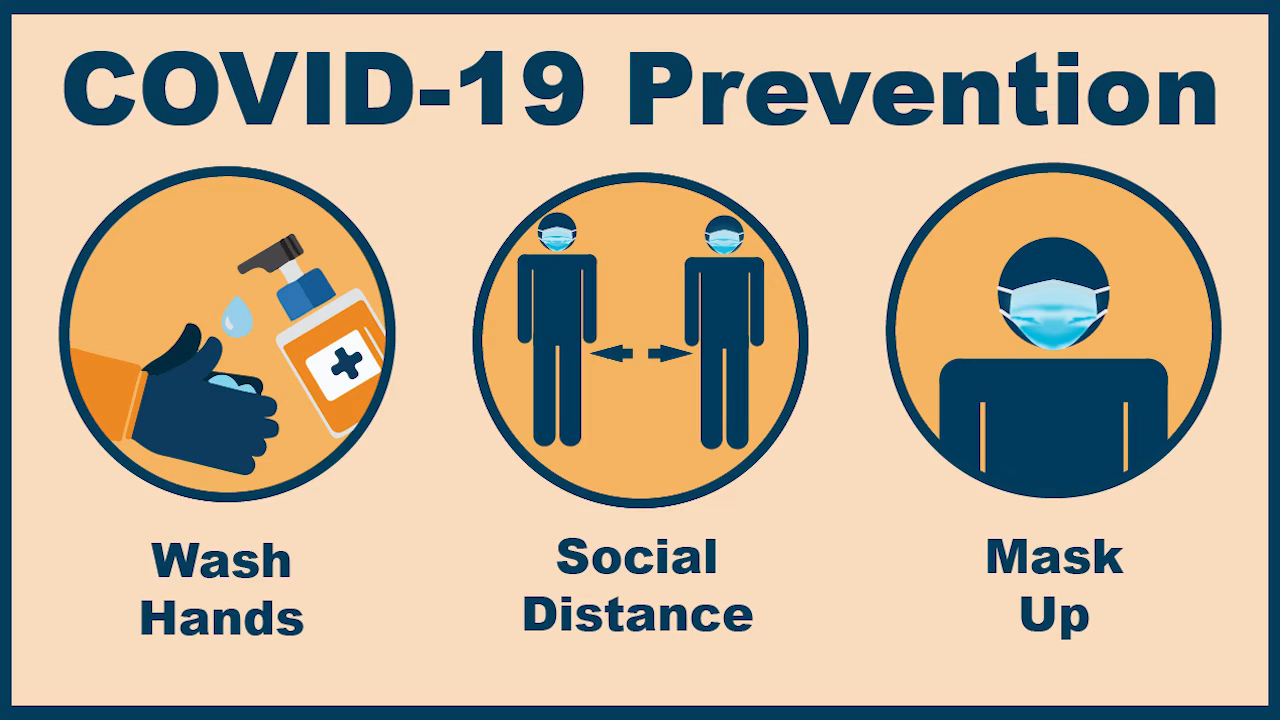 COVID-19 Prevention
Wash
Hands
Social
Distance
Mask
Up